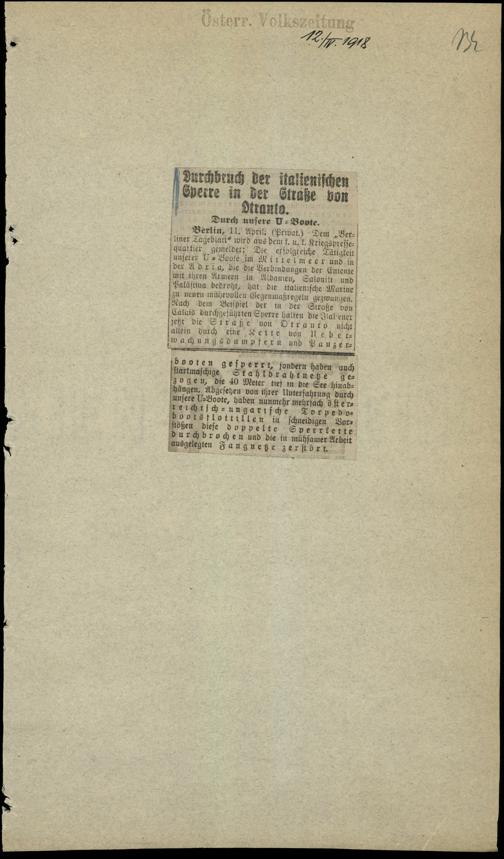 Österr. Volkszeitung
12/IV. 1918
Durchbruch der italienischen
Sperre in der Straße von
Otranto.
Durch unsere U-Boote.
Berlin, 11. April. (Privat.) Dem „Ber-
liner Tageblatt“ wird aus dem k. u. k. Kriegspresse-
quartier gemeldet: Die erfolgreiche Tätigkeit
unserer U-Boote im Mittelmeer und in
der Adria, die die Verbindungen der Entente
mit ihren Armeen in Albanien, Saloniki und
Palästina bedroht, hat die italienische Marine
zu neuen mühevollen Gegenmaßregeln gezwungen.
Nach dem Beispiel der in der Straße von
Calais durchgeführten Sperre halten die Italiener
jetzt die Straße von Otranto nicht
allein durch eine Kette von Ueber-
wachungsdampfern und Panzer-
booten gesperrt, sondern haben auch
starkmaschige Stahldrahtnetze ge-
zogen, die 40 Meter tief in die See hinab-
hängen. Abgesehen von ihrer Unterfahrung durch
unsere U-Boote, haben nunmehr mehrfach öster-
reichisch-ungarische Torpedo-
bootsflottillen in schneidigen Vor-
stößen diese doppelte Sperrkette
durchbrochen und die in mühsamer Arbeit
ausgelegten Fangnetze zerstört.